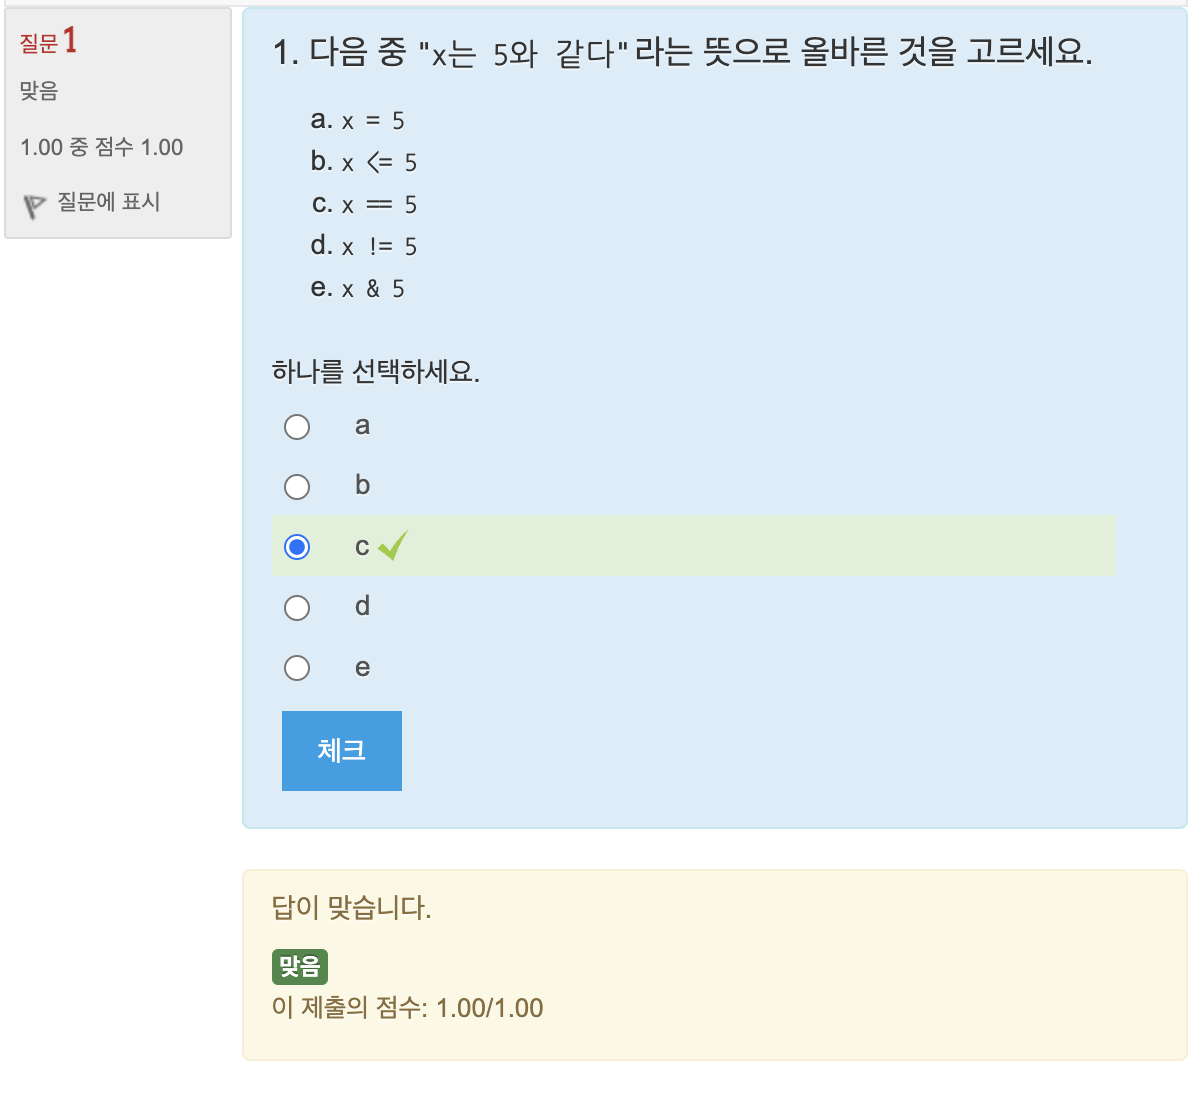 질문 1
맞음
1.00 중 점수 1.00
질문에 표시
1. 다음 중 "x는 5와 같다"라는 뜻으로 올바른 것을 고르세요.
a. x = 5
b. x <= 5
c. x == 5
d. x != 5
e. x & 5
하나를 선택하세요.
a
b
c
d
e
체크
답이 맞습니다.
맞음
이 제출의 점수: 1.00/1.00